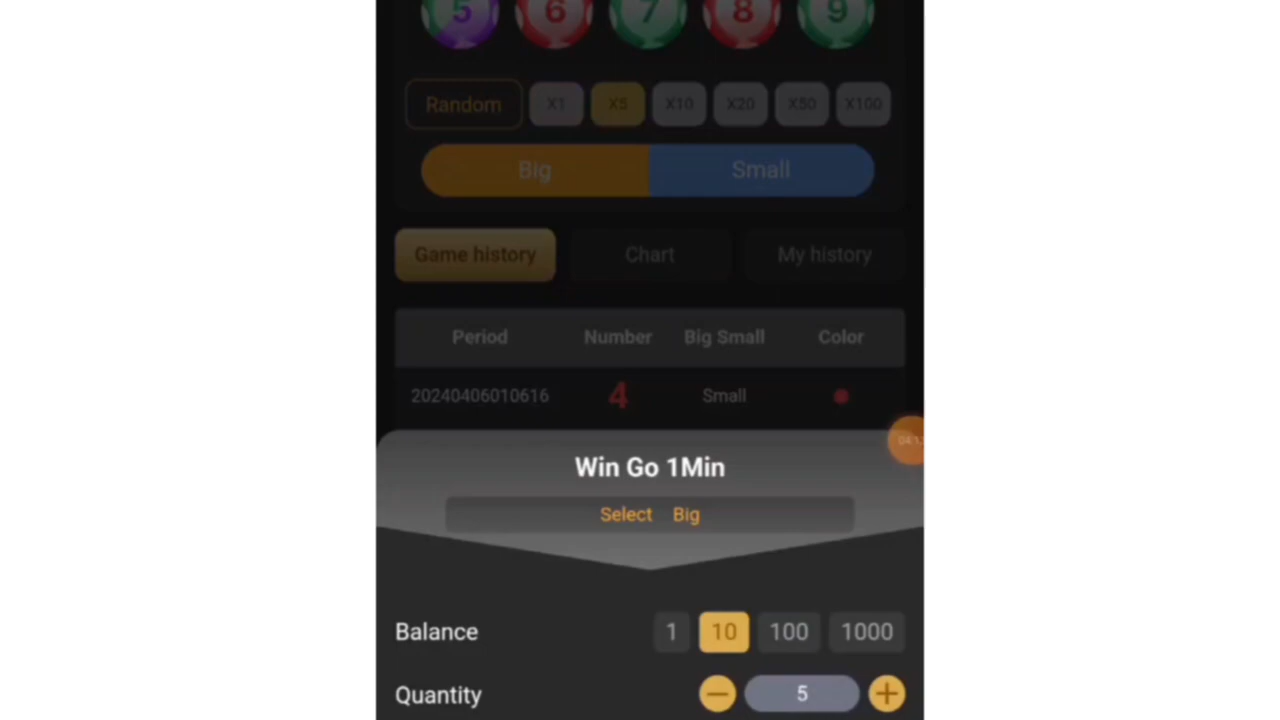 5 6 7 8 9
Random X1 X5 X10 X20 X50 X100
Big Small
Game history Chart My history
Period Number Big Small Color
20240406010616 4 Small
Win Go 1Min
Select Big
Balance 1 10 100 1000
Quantity 5